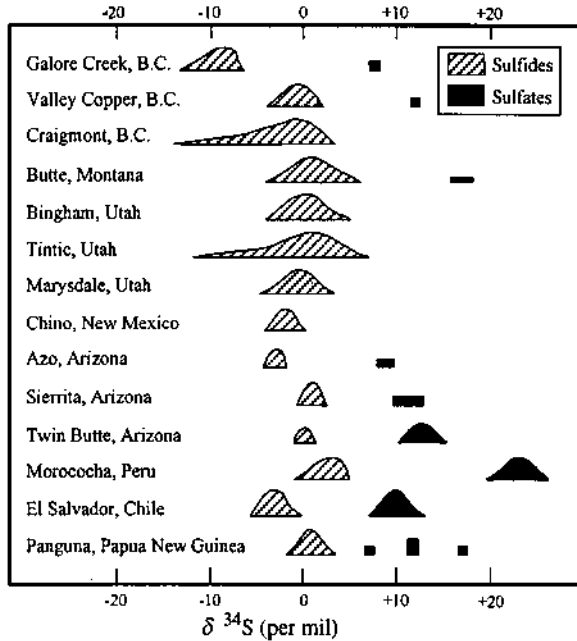 -10 0 +10 +20
Sulfides
Sulfates
Galore Creek, B.C.
Valley Copper, B.C.
Craigmont, B.C.
Butte, Montana
Bingham, Utah
Tintic, Utah
Marysdale, Utah
Chino, New Mexico
Azo, Arizona
Sierrita, Arizona
Twin Butte, Arizona
Morococha, Peru
El Salvador, Chile
Panguna, Papua New Guinea
-20 -10 0 +10 +20
δ ³⁴S (per mil)